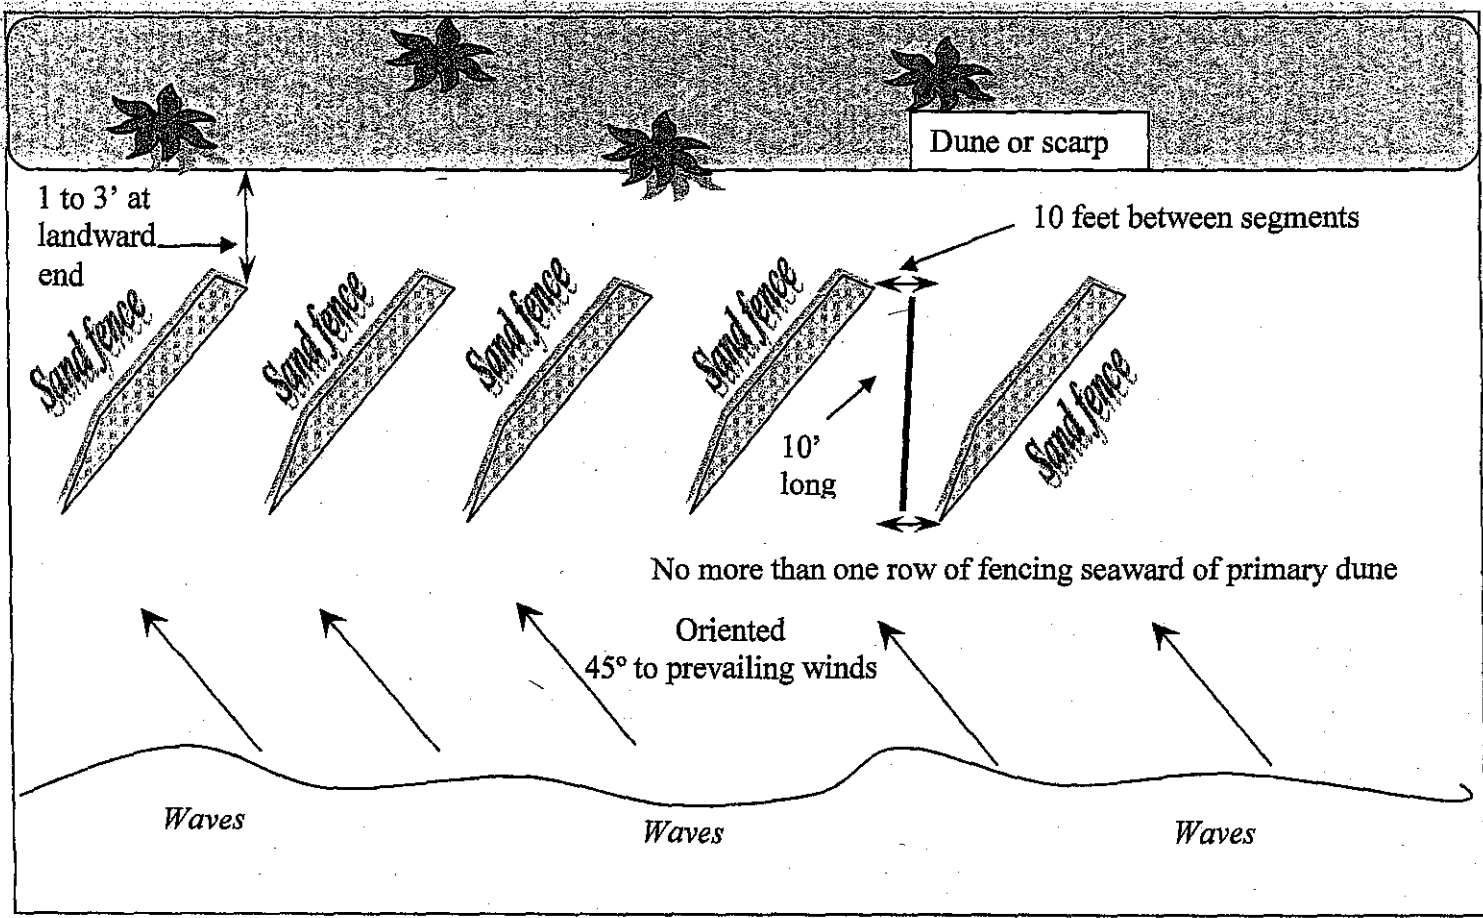 Dune or scarp
1 to 3’ at
landward
end
10 feet between segments
Sand fence
Sand fence
Sand fence
Sand fence
Sand fence
10’
long
No more than one row of fencing seaward of primary dune
Oriented
45º to prevailing winds
Waves
Waves
Waves